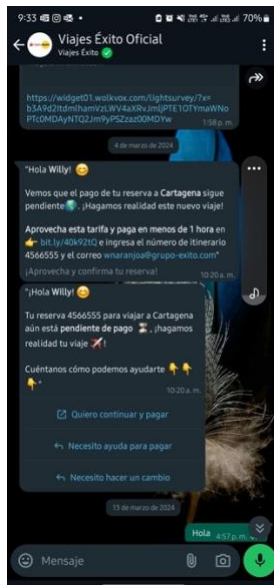 9:33
70%
Viajes Éxito Oficial
Viajes Éxito
https://widget01.wolkvox.com/lightsurvey/?x=
b3A9d2ItdmlhamVzLWV4aXRvJmljPTE1OTYmaWNo
PTc0MDAyNTQ2Jm9yPSZzaz00MDYw
1:58 p. m.
4 de marzo de 2024
"Hola Willy! 😊
Vemos que el pago de tu reserva a Cartagena sigue
pendiente🌎. ¡Hagamos realidad este nuevo viaje!
Aprovecha esta tarifa y paga en menos de 1 hora en
👉 bit.ly/40k92tQ e ingresa el número de itinerario
4566555 y el correo wnaranjoa@grupo-exito.com"
¡Aprovecha y confirma tu reserva!
10:20 a. m.
"¡Hola Willy! 😊
Tu reserva 4566555 para viajar a Cartagena
aún está pendiente de pago ⏳, ¡hagamos
realidad tu viaje ✈️!
Cuéntanos cómo podemos ayudarte 👇👇
👇"
10:20 a. m.
Quiero continuar y pagar
Necesito ayuda para pagar
Necesito hacer un cambio
13 de marzo de 2024
Hola 4:57 p. m.
Mensaje